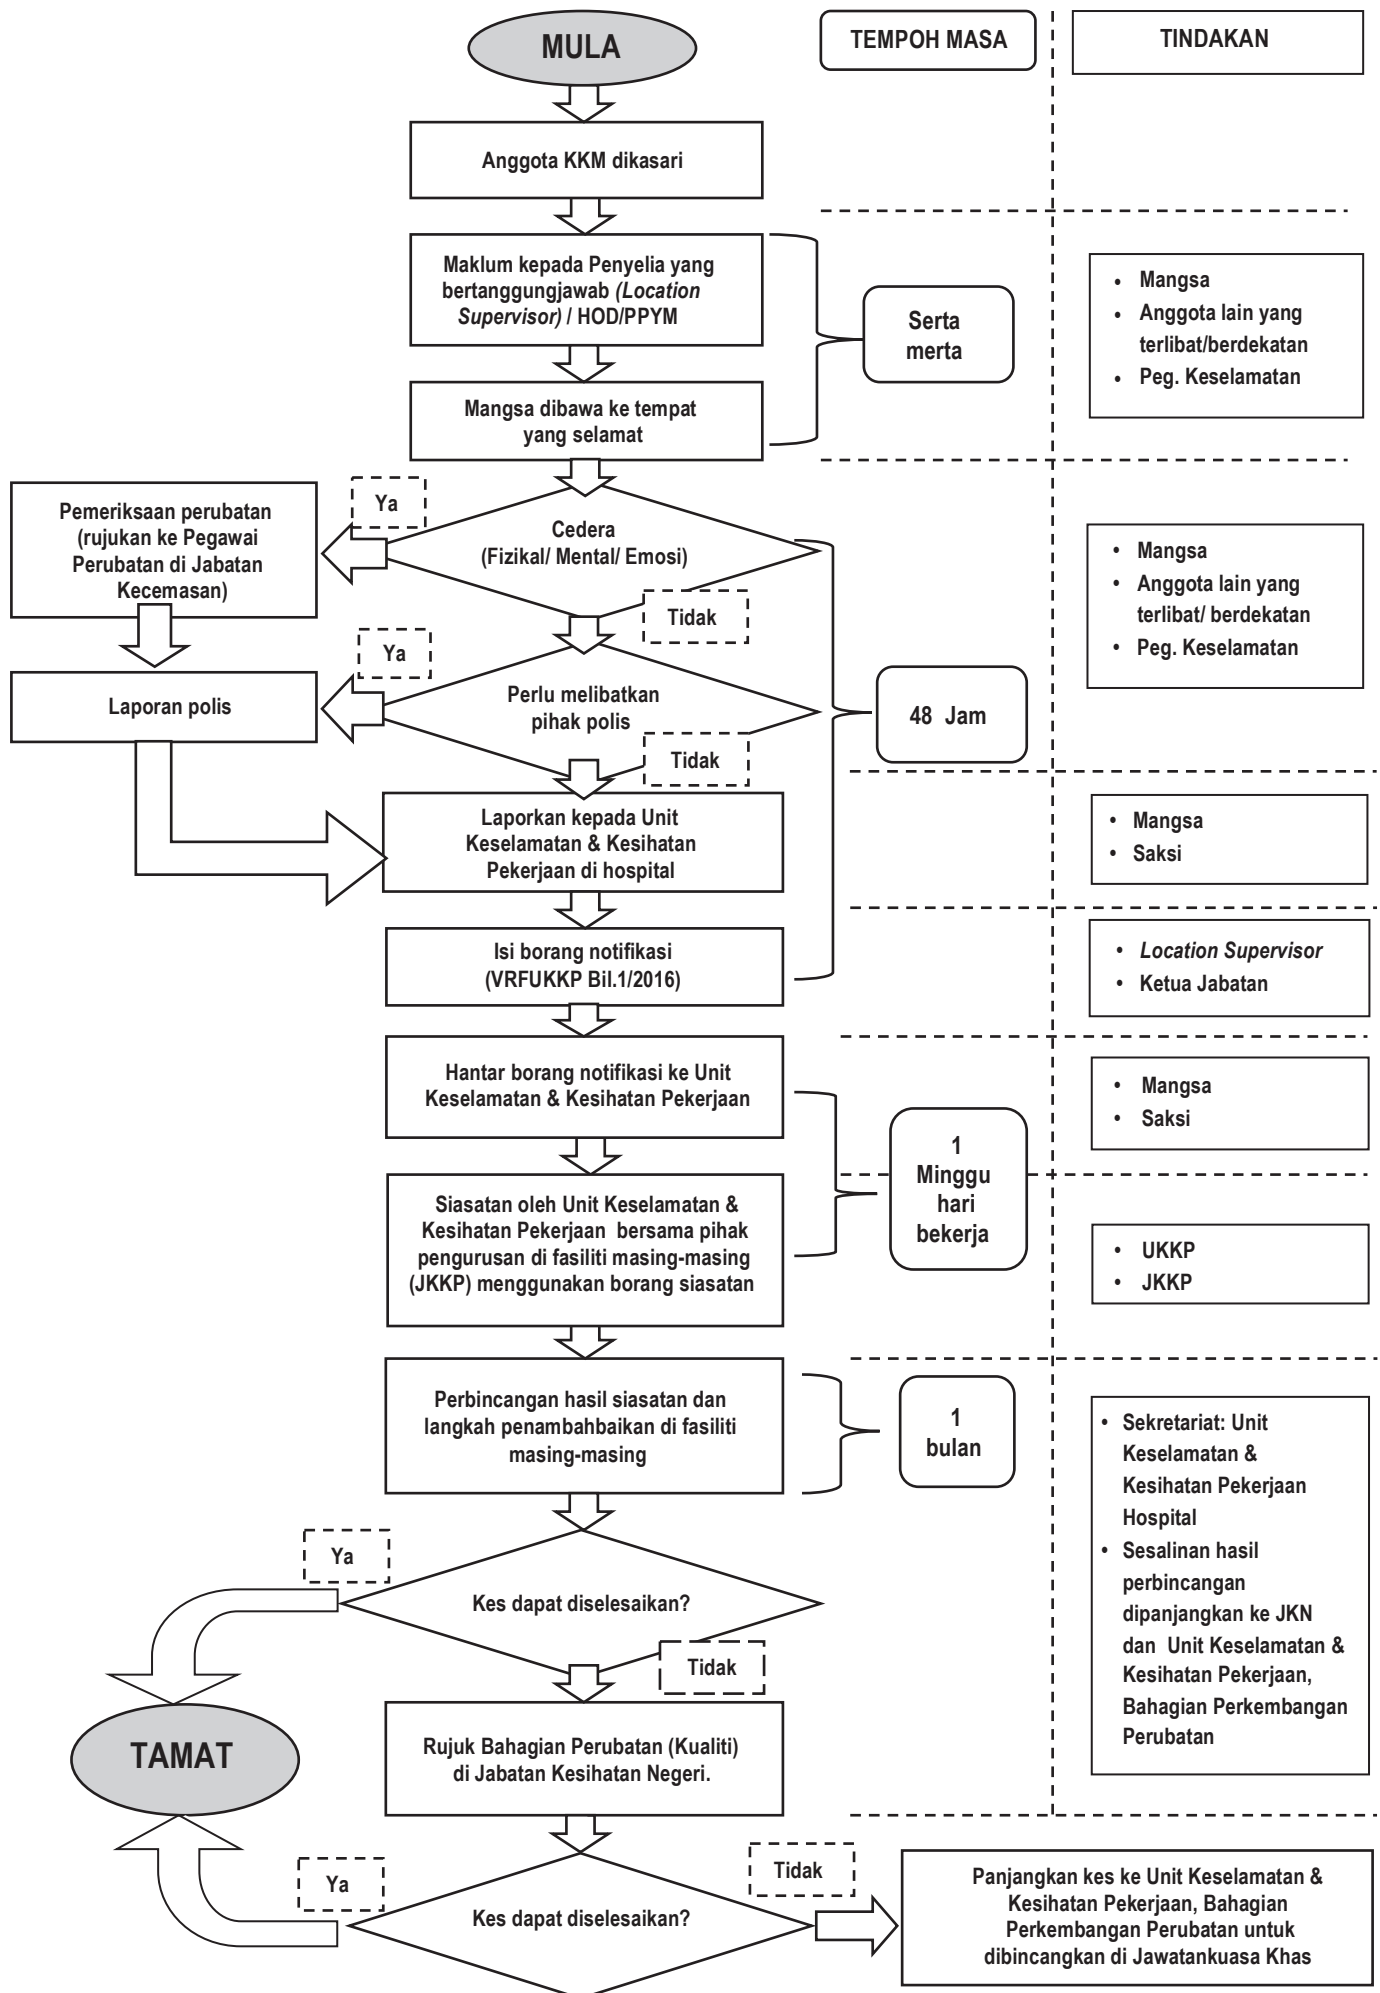 MULA
TEMPOH MASA
TINDAKAN
Anggota KKM dikasari
Maklum kepada Penyelia yang
bertanggungjawab (Location
Supervisor) / HOD/PPYM
Serta
merta
• Mangsa
• Anggota lain yang
terlibat/berdekatan
• Peg. Keselamatan
Mangsa dibawa ke tempat
yang selamat
Cedera
(Fizikal/ Mental/ Emosi)
Ya
Pemeriksaan perubatan
(rujukan ke Pegawai
Perubatan di Jabatan
Kecemasan)
Tidak
• Mangsa
• Anggota lain yang
terlibat/ berdekatan
• Peg. Keselamatan
Perlu melibatkan
pihak polis
Ya
Laporan polis
Tidak
48 Jam
Laporkan kepada Unit
Keselamatan & Kesihatan
Pekerjaan di hospital
• Mangsa
• Saksi
Isi borang notifikasi
(VRFUKKP Bil.1/2016)
• Location Supervisor
• Ketua Jabatan
Hantar borang notifikasi ke Unit
Keselamatan & Kesihatan Pekerjaan
• Mangsa
• Saksi
1
Minggu
hari
bekerja
Siasatan oleh Unit Keselamatan &
Kesihatan Pekerjaan bersama pihak
pengurusan di fasiliti masing-masing
(JKKP) menggunakan borang siasatan
• UKKP
• JKKP
Perbincangan hasil siasatan dan
langkah penambahbaikan di fasiliti
masing-masing
1
bulan
• Sekretariat: Unit
Keselamatan &
Kesihatan Pekerjaan
Hospital
• Sesalinan hasil
perbincangan
dipanjangkan ke JKN
dan Unit Keselamatan &
Kesihatan Pekerjaan,
Bahagian Perkembangan
Perubatan
Kes dapat diselesaikan?
Ya
Tidak
TAMAT
Rujuk Bahagian Perubatan (Kualiti)
di Jabatan Kesihatan Negeri.
Kes dapat diselesaikan?
Ya
Tidak
Panjangkan kes ke Unit Keselamatan &
Kesihatan Pekerjaan, Bahagian
Perkembangan Perubatan untuk
dibincangkan di Jawatankuasa Khas